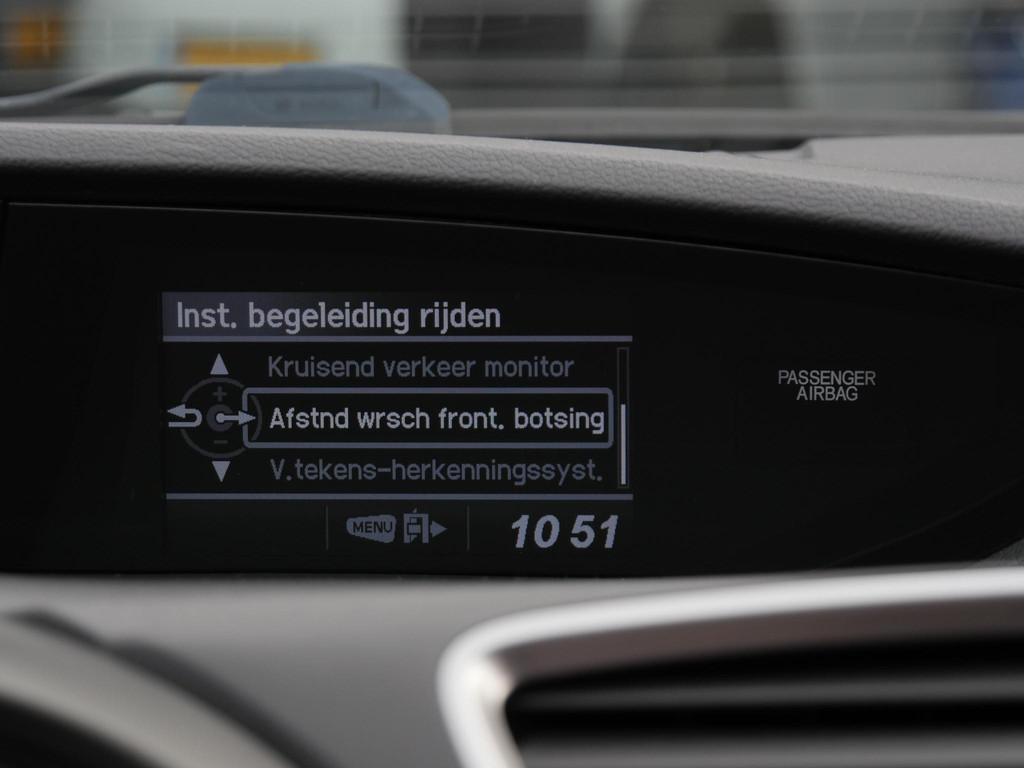 Inst. begeleiding rijden
Kruisend verkeer monitor
Afstnd wrsch front. botsing
V.tekens-herkenningssyst.
MENU
10 51
PASSENGER
AIRBAG